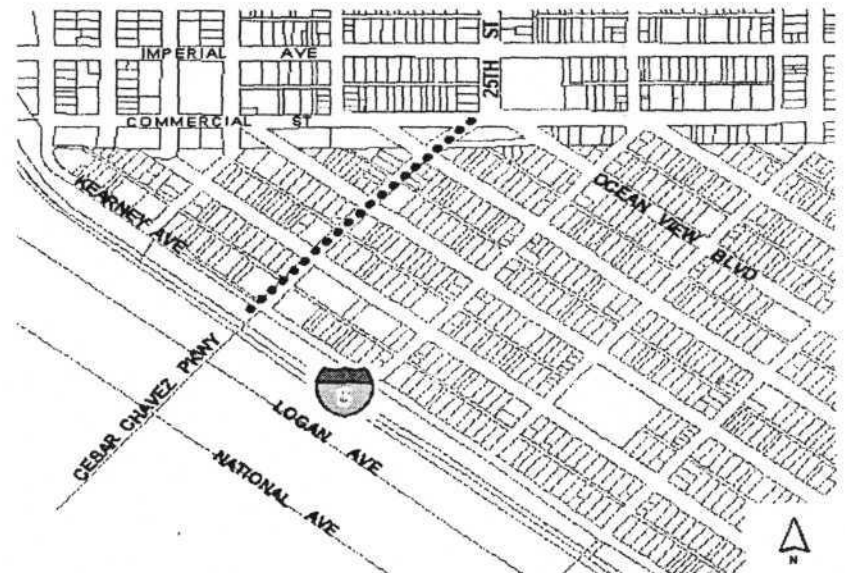 IMPERIAL AVE
25TH ST
COMMERCIAL ST
KEARNEY AVE
OCEAN VIEW BLVD
CESAR CHAVEZ PKWY
LOGAN AVE
NATIONAL AVE
N